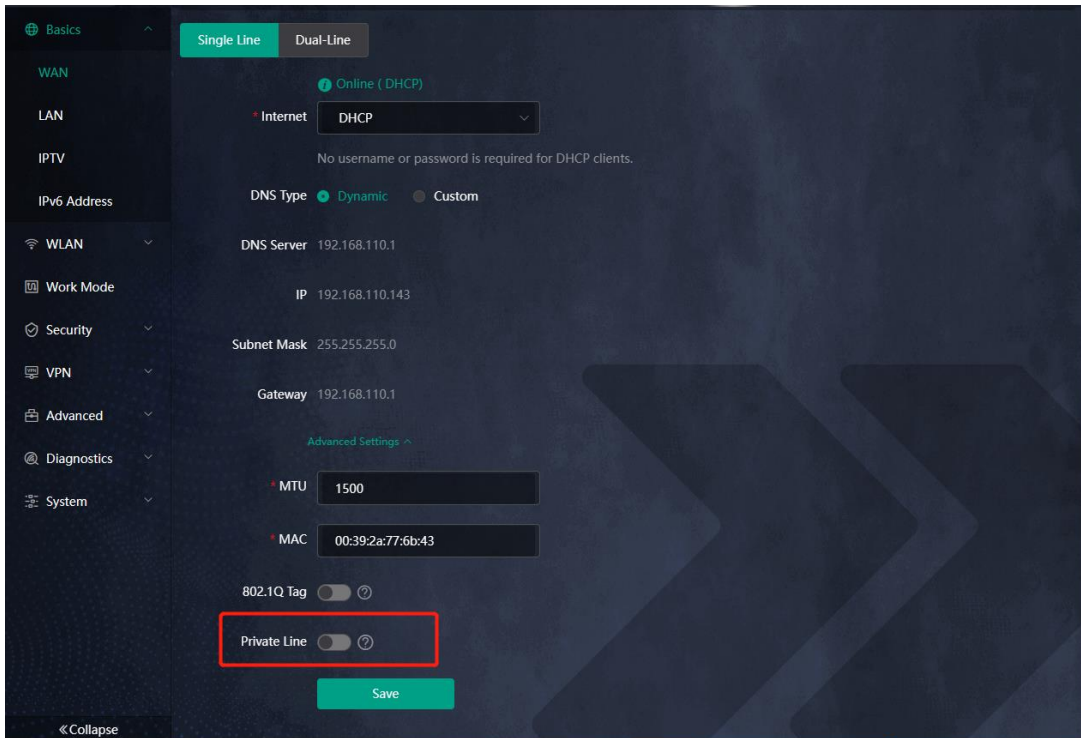 Basics
WAN
LAN
IPTV
IPv6 Address
WLAN
Work Mode
Security
VPN
Advanced
Diagnostics
System
«Collapse
Single Line Dual-Line
Online ( DHCP)
* Internet DHCP
No username or password is required for DHCP clients.
DNS Type Dynamic Custom
DNS Server 192.168.110.1
IP 192.168.110.143
Subnet Mask 255.255.255.0
Gateway 192.168.110.1
Advanced Settings
* MTU 1500
* MAC 00:39:2a:77:6b:43
802.1Q Tag
Private Line
Save